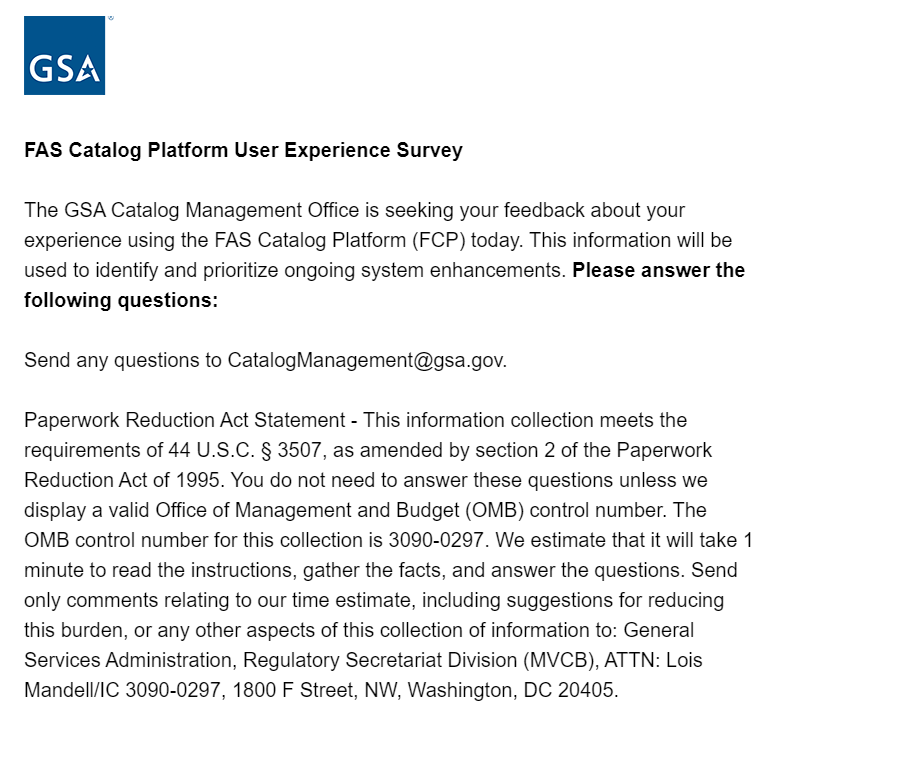 GSA
FAS Catalog Platform User Experience Survey
The GSA Catalog Management Office is seeking your feedback about your
experience using the FAS Catalog Platform (FCP) today. This information will be
used to identify and prioritize ongoing system enhancements. Please answer the
following questions:
Send any questions to CatalogManagement@gsa.gov.
Paperwork Reduction Act Statement - This information collection meets the
requirements of 44 U.S.C. § 3507, as amended by section 2 of the Paperwork
Reduction Act of 1995. You do not need to answer these questions unless we
display a valid Office of Management and Budget (OMB) control number. The
OMB control number for this collection is 3090-0297. We estimate that it will take 1
minute to read the instructions, gather the facts, and answer the questions. Send
only comments relating to our time estimate, including suggestions for reducing
this burden, or any other aspects of this collection of information to: General
Services Administration, Regulatory Secretariat Division (MVCB), ATTN: Lois
Mandell/IC 3090-0297, 1800 F Street, NW, Washington, DC 20405.